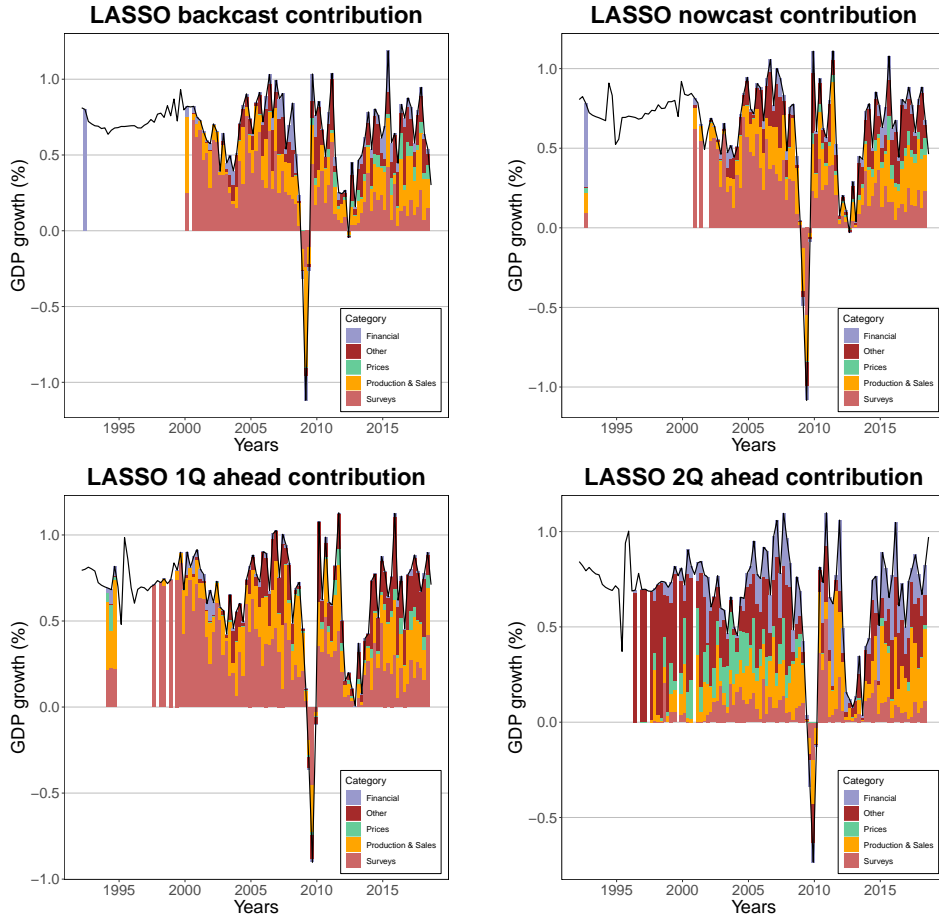 LASSO backcast contribution
GDP growth (%)
1.0
0.5
0.0
−0.5
−1.0
Category
Financial
Other
Prices
Production & Sales
Surveys
1995 2000 2005 2010 2015
Years
LASSO nowcast contribution
GDP growth (%)
1.0
0.5
0.0
−0.5
−1.0
Category
Financial
Other
Prices
Production & Sales
Surveys
1995 2000 2005 2010 2015
Years
LASSO 1Q ahead contribution
GDP growth (%)
1.0
0.5
0.0
−0.5
−1.0
Category
Financial
Other
Prices
Production & Sales
Surveys
1995 2000 2005 2010 2015
Years
LASSO 2Q ahead contribution
GDP growth (%)
1.0
0.5
0.0
−0.5
Category
Financial
Other
Prices
Production & Sales
Surveys
1995 2000 2005 2010 2015
Years